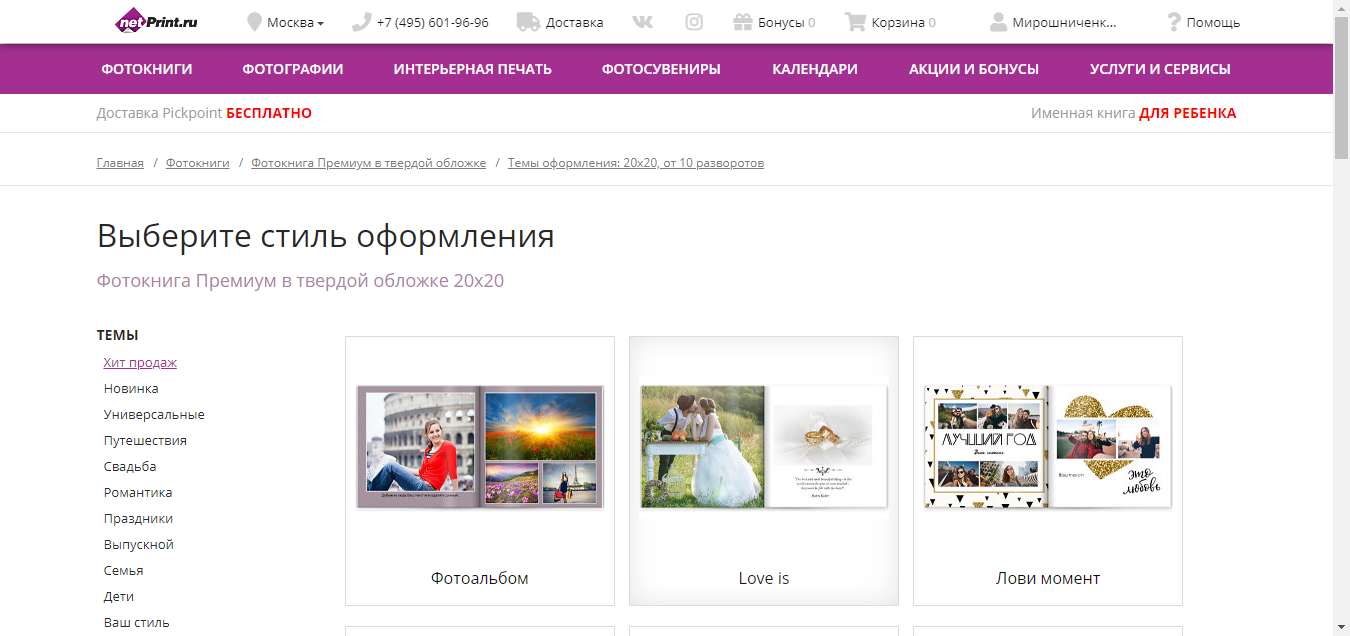 netPrint.ru Москва +7 (495) 601-96-96 Доставка Бонусы 0 Корзина 0 Мирошниченк... Помощь
ФОТОКНИГИ ФОТОГРАФИИ ИНТЕРЬЕРНАЯ ПЕЧАТЬ ФОТОСУВЕНИРЫ КАЛЕНДАРИ АКЦИИ И БОНУСЫ УСЛУГИ И СЕРВИСЫ
Доставка Pickpoint БЕСПЛАТНО Именная книга ДЛЯ РЕБЕНКА
Главная / Фотокниги / Фотокнига Премиум в твердой обложке / Темы оформления: 20x20, от 10 разворотов
Выберите стиль оформления
Фотокнига Премиум в твердой обложке 20x20
ТЕМЫ
Хит продаж
Новинка
Универсальные
Путешествия
Свадьба
Романтика
Праздники
Выпускной
Семья
Дети
Ваш стиль
Фотоальбом
Love is
ЛУЧШИЙ ГОД
Ваш текст
это
любовь
Лови момент